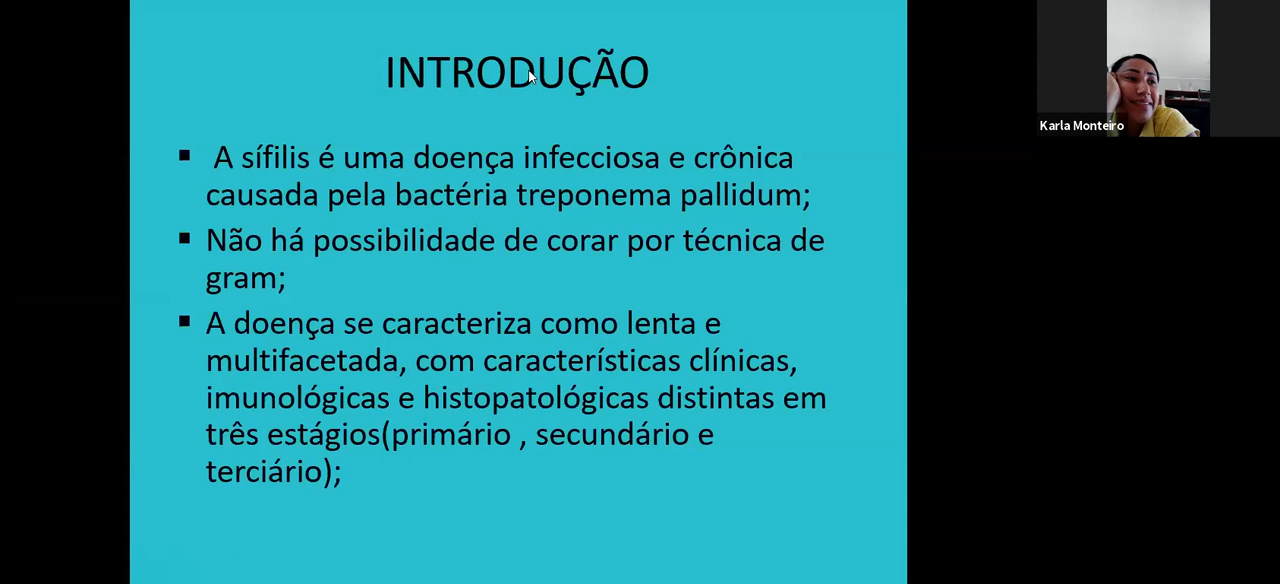 INTRODUÇÃO
▪ A sífilis é uma doença infecciosa e crônica
causada pela bactéria treponema pallidum;
▪ Não há possibilidade de corar por técnica de
gram;
▪ A doença se caracteriza como lenta e
multifacetada, com características clínicas,
imunológicas e histopatológicas distintas em
três estágios(primário , secundário e
terciário);
Karla Monteiro